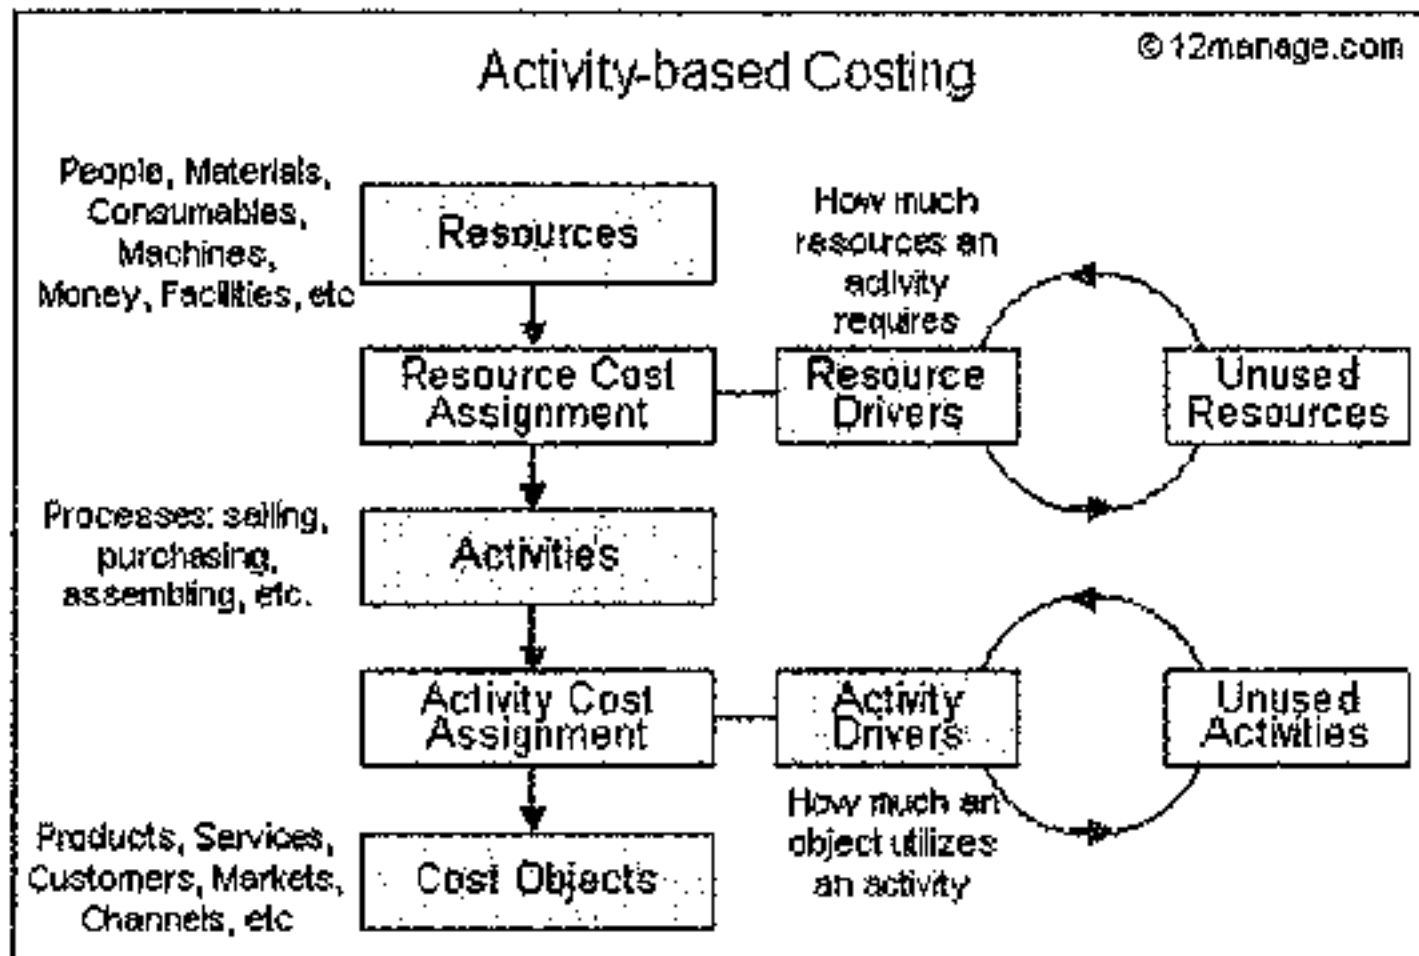 © 12manage.com
Activity-based Costing
People, Materials,
Consumables,
Machines,
Money, Facilities, etc
Resources
How much
resources an
activity
requires
Resource Cost
Assignment
Resource
Drivers
Unused
Resources
Processes: selling,
purchasing,
assembling, etc.
Activities
Activity Cost
Assignment
Activity
Drivers
Unused
Activities
How much an
object utilizes
an activity
Products, Services,
Customers, Markets,
Channels, etc
Cost Objects